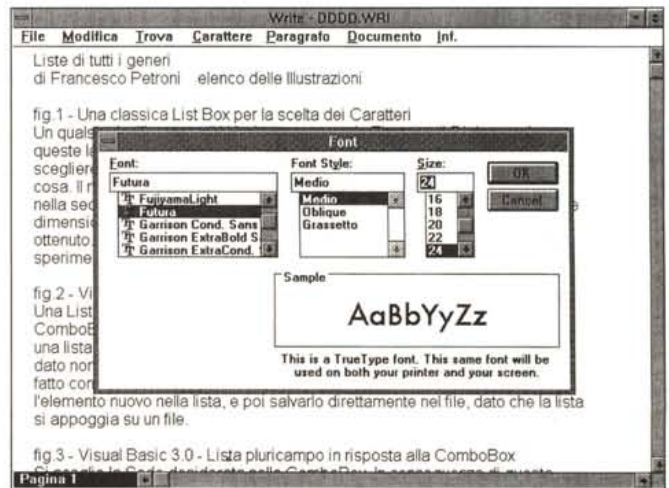 Write - DDDD.WRI
File Modifica Trova Carattere Paragrafo Documento Inf.
Liste di tutti i generi
di Francesco Petroni elenco delle Illustrazioni
fig.1 - Una classica List Box per la scelta dei Caratteri
Un quals
queste la
scegliere
cosa. Il r
nella sec
dimensio
ottenuto.
sperime
Font
Font:
Futura
FujiyamaLight
Futura
Garrison Cond. Sans
Garrison ExtraBold S
Garrison ExtraCond.
Font Style:
Medio
Medio
Oblique
Grassetto
Size:
24
16
18
20
22
24
OK
Cancel
Sample
AaBbYyZz
This is a TrueType font. This same font will be
used on both your printer and your screen.
fig.2 - Vi
Una List
ComboB
una lista
dato non
fatto con
l'elemento nuovo nella lista, e poi salvarlo direttamente nel file, dato che la lista
si appoggia su un file.
fig.3 - Visual Basic 3.0 - Lista pluricampo in risposta alla ComboBox
Pagina 1